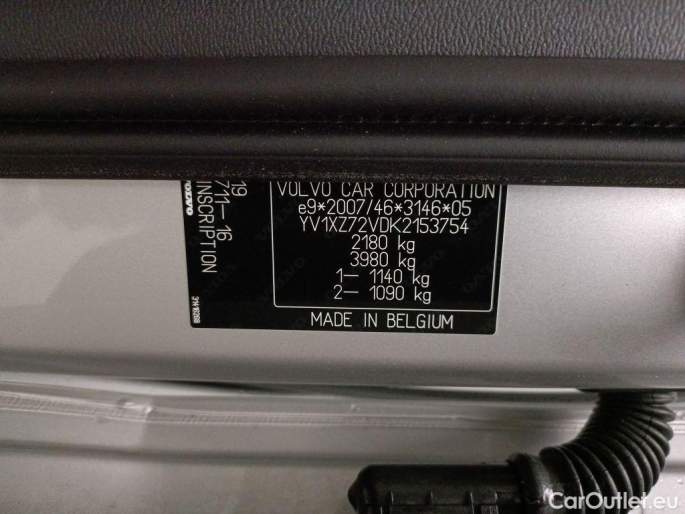 VOLVO CAR CORPORATION
e9*2007/46*3146*05
YV1XZ72VDK2153754
2180 kg
3980 kg
1– 1140 kg
2– 1090 kg
MADE IN BELGIUM
19
711–16
INSCRIPTION
VOLVO
CarOutlet.eu